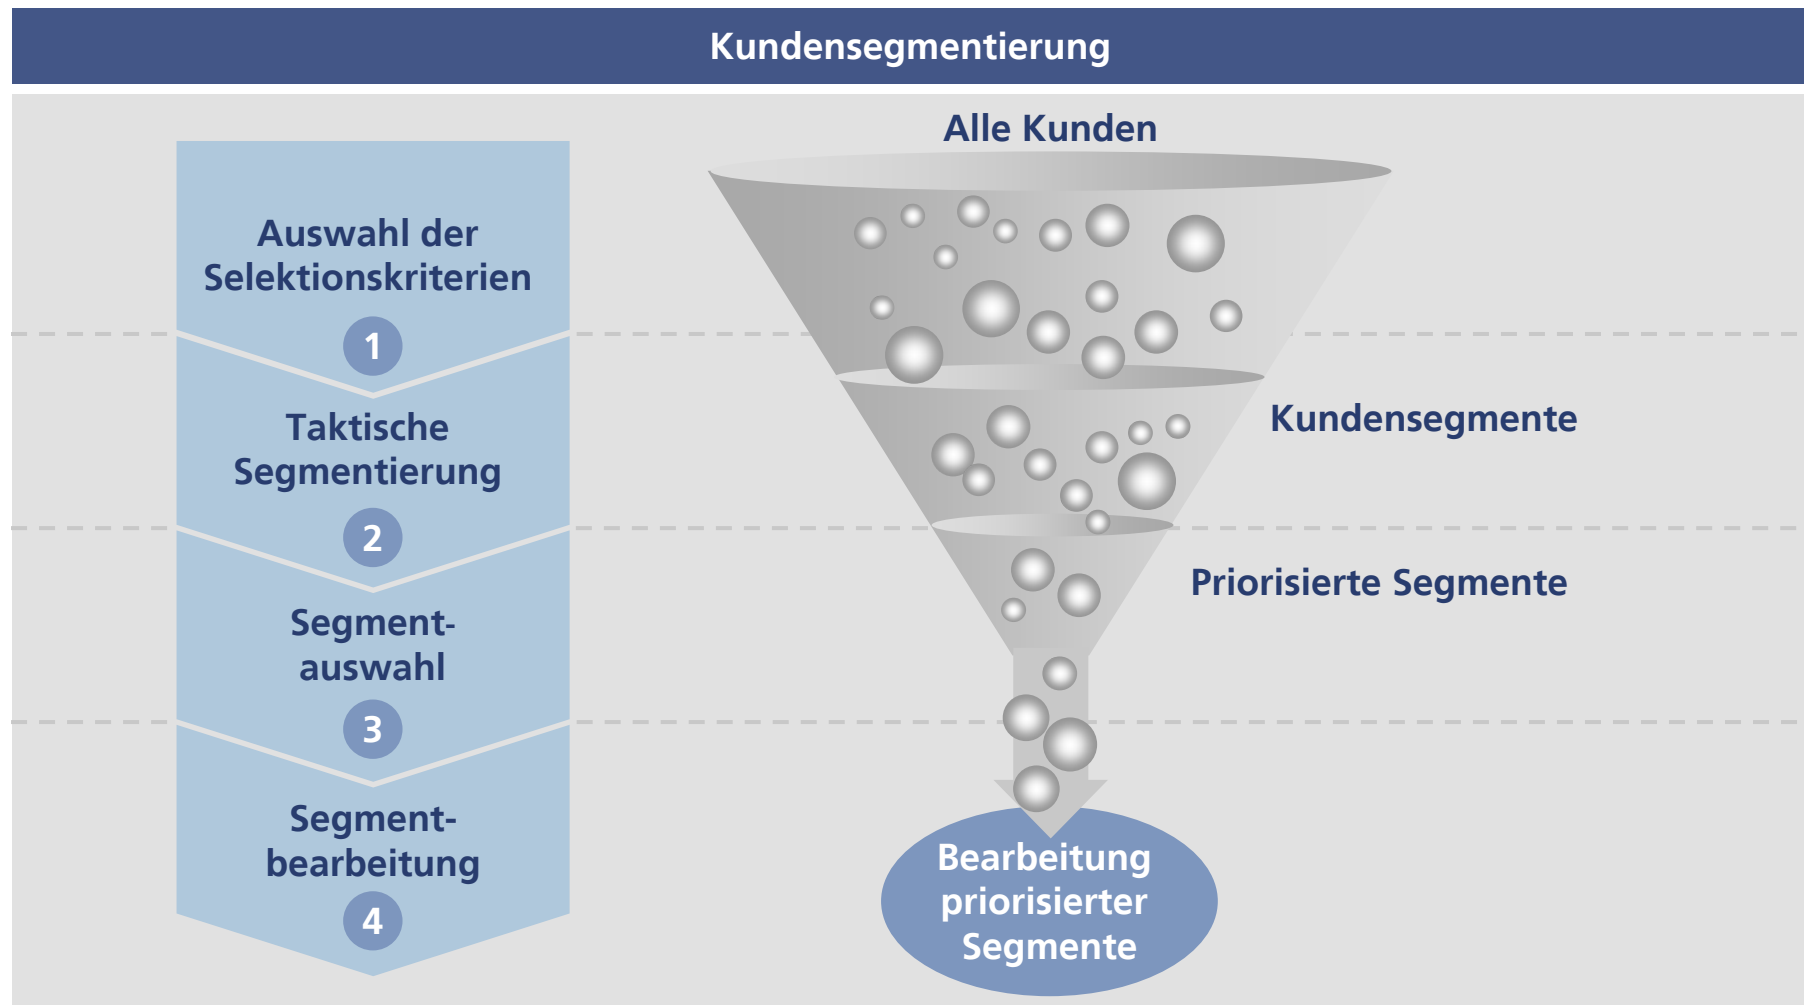 Kundensegmentierung
Auswahl der
Selektionskriterien
1
Taktische
Segmentierung
2
Segment-
auswahl
3
Segment-
bearbeitung
4
Alle Kunden
Kundensegmente
Priorisierte Segmente
Bearbeitung
priorisierter
Segmente